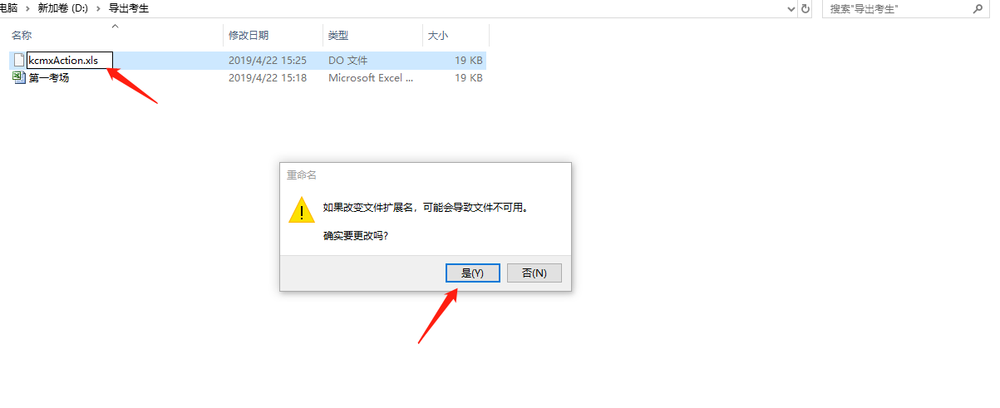 电脑 › 新加卷 (D:) › 导出考生
搜索"导出考生"
名称 修改日期 类型 大小
kcmxAction.xls 2019/4/22 15:25 DO 文件 19 KB
第一考场 2019/4/22 15:18 Microsoft Excel ... 19 KB
重命名
如果改变文件扩展名，可能会导致文件不可用。
确实要更改吗?
是(Y) 否(N)